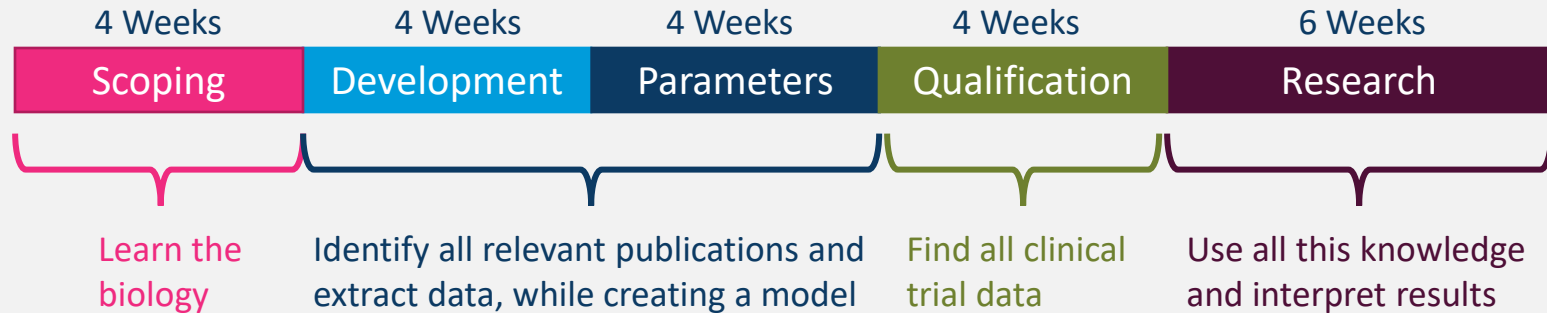 4 Weeks 4 Weeks 4 Weeks 4 Weeks 6 Weeks
Scoping Development Parameters Qualification Research
Learn the
biology
Identify all relevant publications and
extract data, while creating a model
Find all clinical
trial data
Use all this knowledge
and interpret results